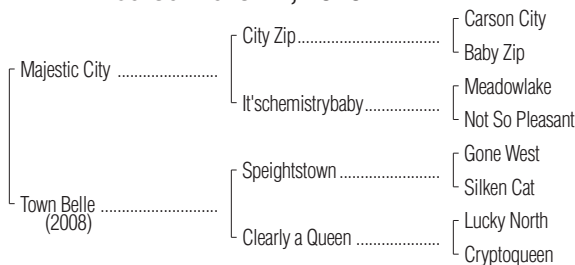 City Zip
Carson City
Baby Zip
Majestic City
It'schemistrybaby
Meadowlake
Not So Pleasant
Speightstown
Gone West
Silken Cat
Town Belle
(2008)
Clearly a Queen
Lucky North
Cryptoqueen